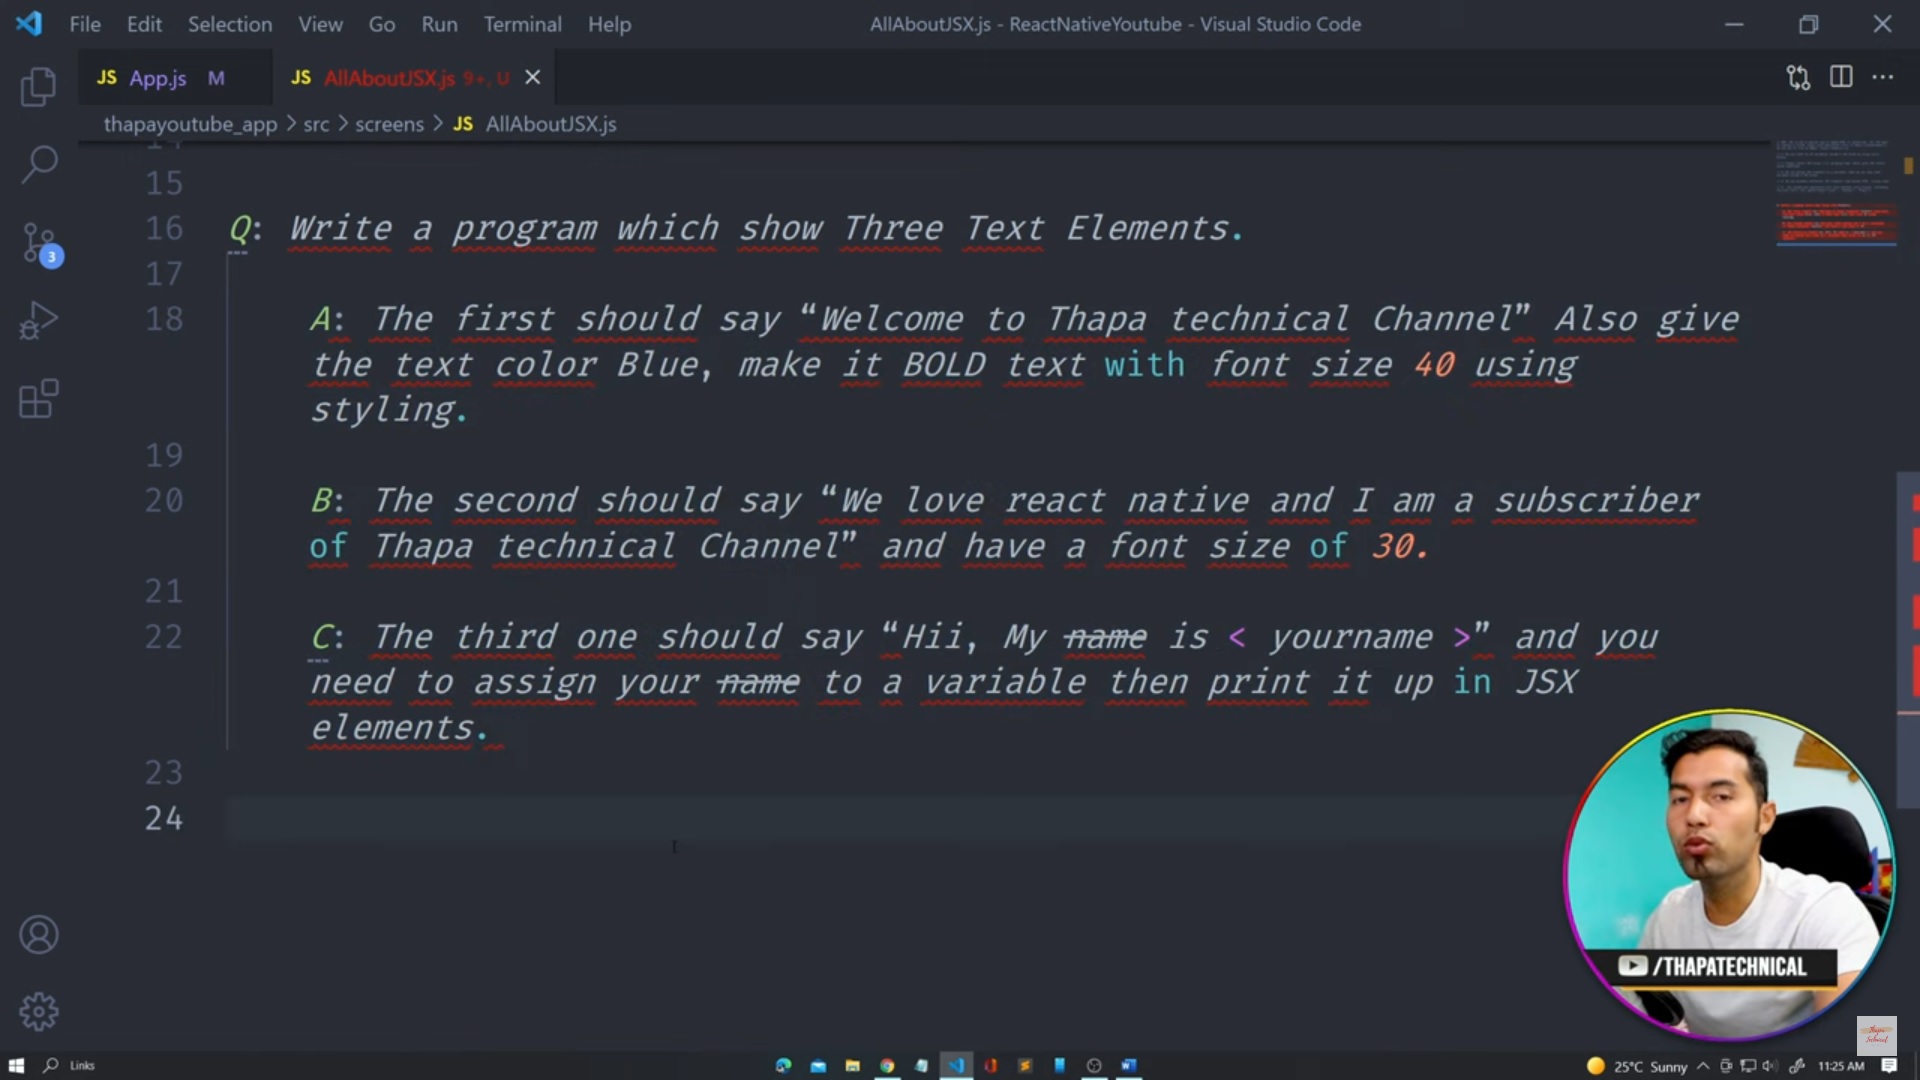 File Edit Selection View Go Run Terminal Help
AllAboutJSX.js - ReactNativeYoutube - Visual Studio Code
JS App.js M
JS AllAboutJSX.js 9+, U
thapayoutube_app > src > screens > JS AllAboutJSX.js
14
15
16 Q: Write a program which show Three Text Elements.
17
18 A: The first should say “Welcome to Thapa technical Channel” Also give
the text color Blue, make it BOLD text with font size 40 using
styling.
19
20 B: The second should say “We love react native and I am a subscriber
of Thapa technical Channel” and have a font size of 30.
21
22 C: The third one should say “Hii, My name is < yourname >” and you
need to assign your name to a variable then print it up in JSX
elements.
23
24
3
/THAPATECHNICAL
Links
25°C Sunny
11:25 AM